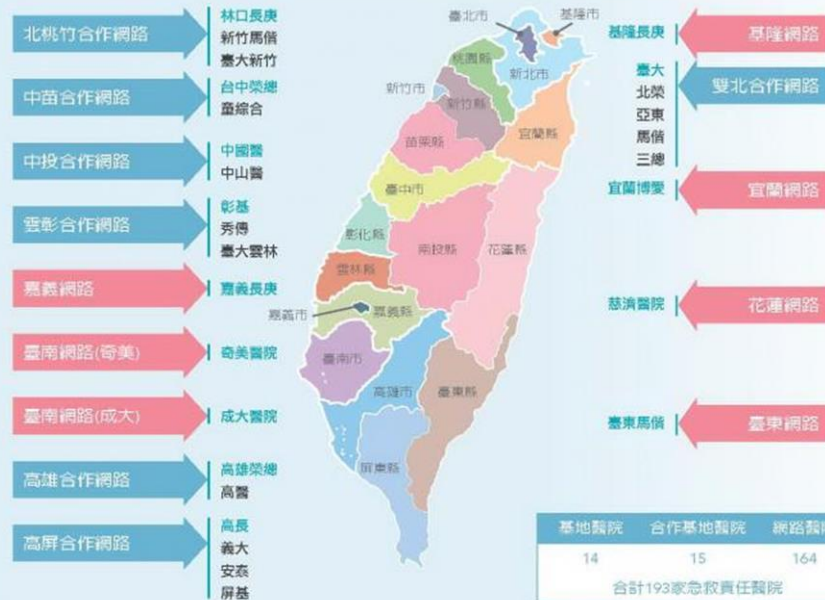 北桃竹合作網路
林口長庚
新竹馬偕
臺大新竹
中苗合作網路
台中榮總
童綜合
中投合作網路
中國醫
中山醫
雲彰合作網路
彰基
秀傳
臺大雲林
嘉義網路
嘉義長庚
臺南網路(奇美)
奇美醫院
臺南網路(成大)
成大醫院
高雄合作網路
高雄榮總
高醫
高屏合作網路
高長
義大
安泰
屏基
臺北市
基隆市
桃園縣
新北市
新竹市
新竹縣
宜蘭縣
苗栗縣
臺中市
彰化縣
南投縣
花蓮縣
雲林縣
嘉義市
嘉義縣
臺南市
高雄市
臺東縣
屏東縣
基隆長庚
基隆網路
臺大
北榮
亞東
馬偕
三總
雙北合作網路
宜蘭博愛
宜蘭網路
慈濟醫院
花蓮網路
臺東馬偕
臺東網路
基地醫院 合作基地醫院 網路醫
14 15 164
合計193家急救責任醫院